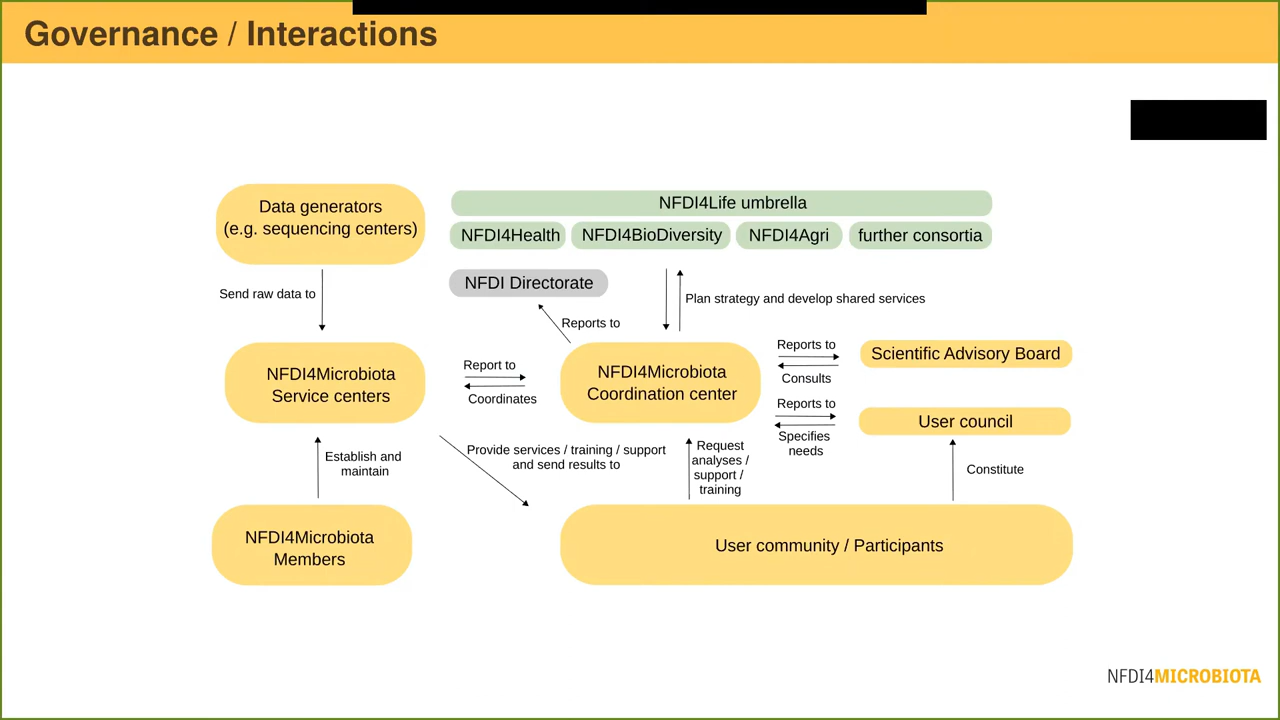 Governance / Interactions
Data generators
(e.g. sequencing centers)
NFDI4Life umbrella
NFDI4Health
NFDI4BioDiversity
NFDI4Agri
further consortia
NFDI Directorate
Send raw data to
Plan strategy and develop shared services
Reports to
NFDI4Microbiota
Service centers
Report to
Coordinates
NFDI4Microbiota
Coordination center
Reports to
Consults
Scientific Advisory Board
Reports to
Specifies
needs
User council
Establish and
maintain
Provide services / training / support
and send results to
Request
analyses /
support /
training
Constitute
NFDI4Microbiota
Members
User community / Participants
NFDI4MICROBIOTA